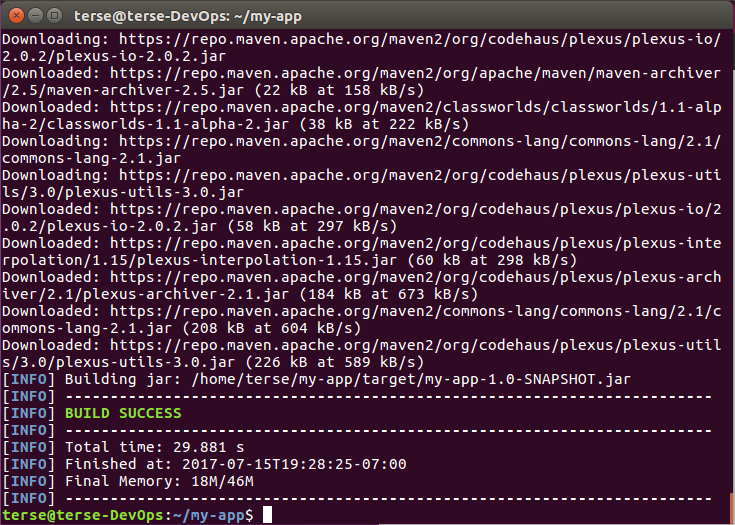 terse@terse-DevOps: ~/my-app
Downloading: https://repo.maven.apache.org/maven2/org/codehaus/plexus/plexus-io/
2.0.2/plexus-io-2.0.2.jar
Downloaded: https://repo.maven.apache.org/maven2/org/apache/maven/maven-archiver
/2.5/maven-archiver-2.5.jar (22 kB at 158 kB/s)
Downloaded: https://repo.maven.apache.org/maven2/classworlds/classworlds/1.1-alp
ha-2/classworlds-1.1-alpha-2.jar (38 kB at 222 kB/s)
Downloading: https://repo.maven.apache.org/maven2/commons-lang/commons-lang/2.1/
commons-lang-2.1.jar
Downloading: https://repo.maven.apache.org/maven2/org/codehaus/plexus/plexus-uti
ls/3.0/plexus-utils-3.0.jar
Downloaded: https://repo.maven.apache.org/maven2/org/codehaus/plexus/plexus-io/2
.0.2/plexus-io-2.0.2.jar (58 kB at 297 kB/s)
Downloaded: https://repo.maven.apache.org/maven2/org/codehaus/plexus/plexus-inte
rpolation/1.15/plexus-interpolation-1.15.jar (60 kB at 298 kB/s)
Downloaded: https://repo.maven.apache.org/maven2/org/codehaus/plexus/plexus-arch
iver/2.1/plexus-archiver-2.1.jar (184 kB at 673 kB/s)
Downloaded: https://repo.maven.apache.org/maven2/commons-lang/commons-lang/2.1/c
ommons-lang-2.1.jar (208 kB at 604 kB/s)
Downloaded: https://repo.maven.apache.org/maven2/org/codehaus/plexus/plexus-util
s/3.0/plexus-utils-3.0.jar (226 kB at 589 kB/s)
[INFO] Building jar: /home/terse/my-app/target/my-app-1.0-SNAPSHOT.jar
[INFO] ------------------------------------------------------------------------
[INFO] BUILD SUCCESS
[INFO] ------------------------------------------------------------------------
[INFO] Total time: 29.881 s
[INFO] Finished at: 2017-07-15T19:28:25-07:00
[INFO] Final Memory: 18M/46M
[INFO] ------------------------------------------------------------------------
terse@terse-DevOps:~/my-app$